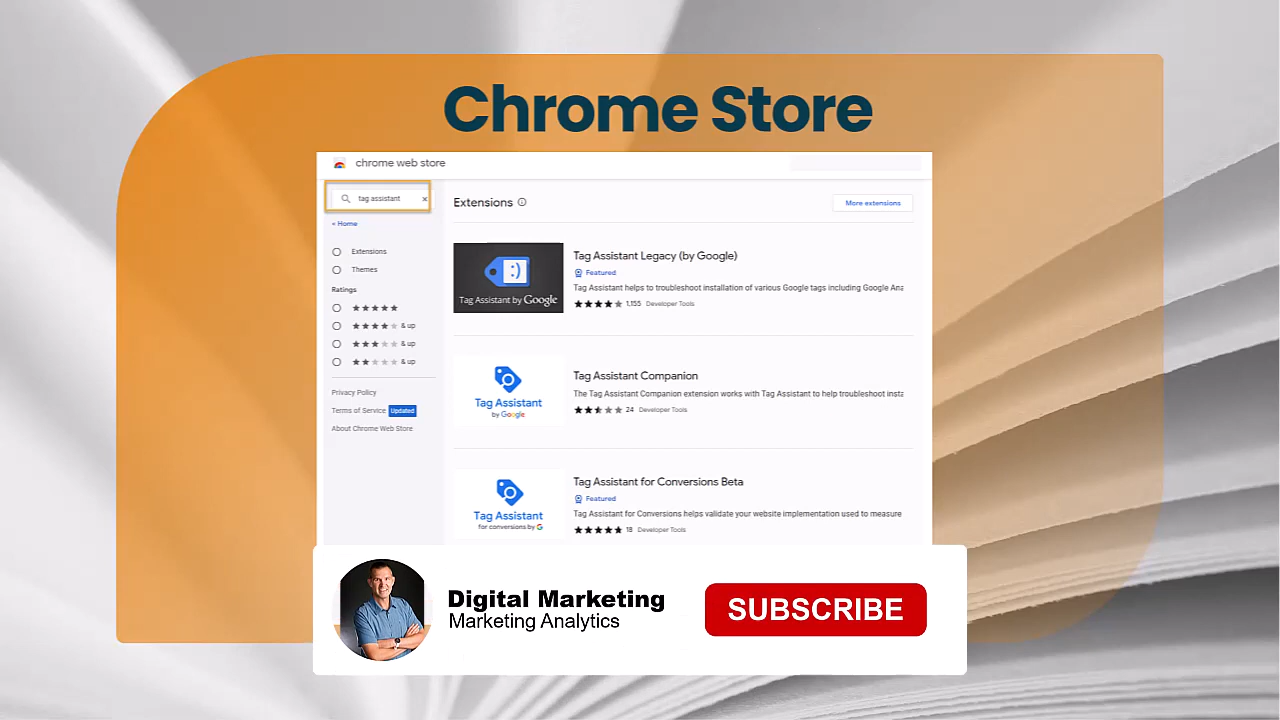 Chrome Store
chrome web store
tag assistant
×
< Home
Extensions
Themes
Ratings
& up
& up
& up
Privacy Policy
Terms of Service Updated
About Chrome Web Store
Extensions
More extensions
Tag Assistant by Google
Tag Assistant Legacy (by Google)
Featured
Tag Assistant helps to troubleshoot installation of various Google tags including Google Ana
1,155 Developer Tools
Tag Assistant
by Google
Tag Assistant Companion
The Tag Assistant Companion extension works with Tag Assistant to help troubleshoot insta
24 Developer Tools
Tag Assistant
for conversions by G
Tag Assistant for Conversions Beta
Featured
Tag Assistant for Conversions helps validate your website implementation used to measure
18 Developer Tools
Digital Marketing
Marketing Analytics
SUBSCRIBE